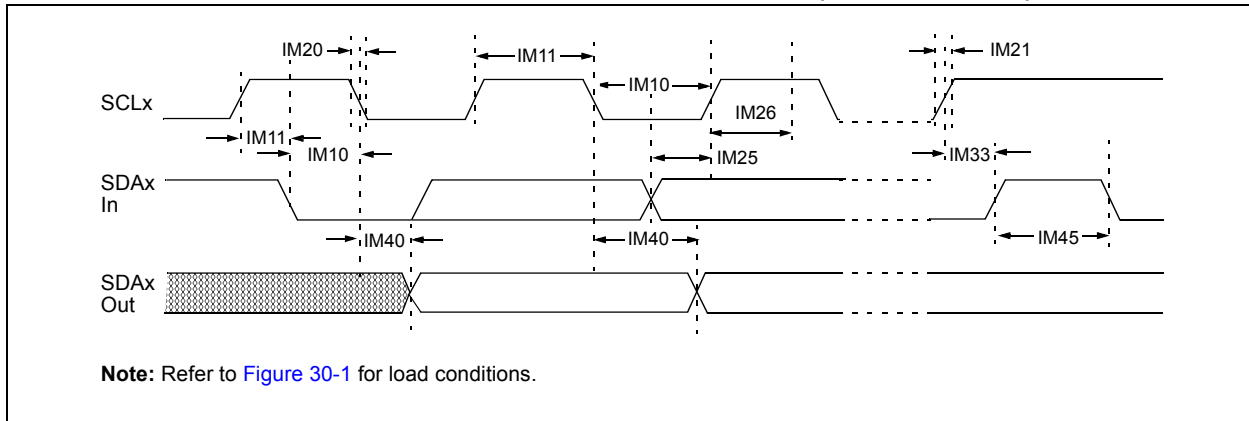 IM20
IM11
IM21
IM10
SCLx
IM26
IM11
IM10
IM25
IM33
SDAx
In
IM40
IM40
IM45
SDAx
Out
Note: Refer to Figure 30-1 for load conditions.